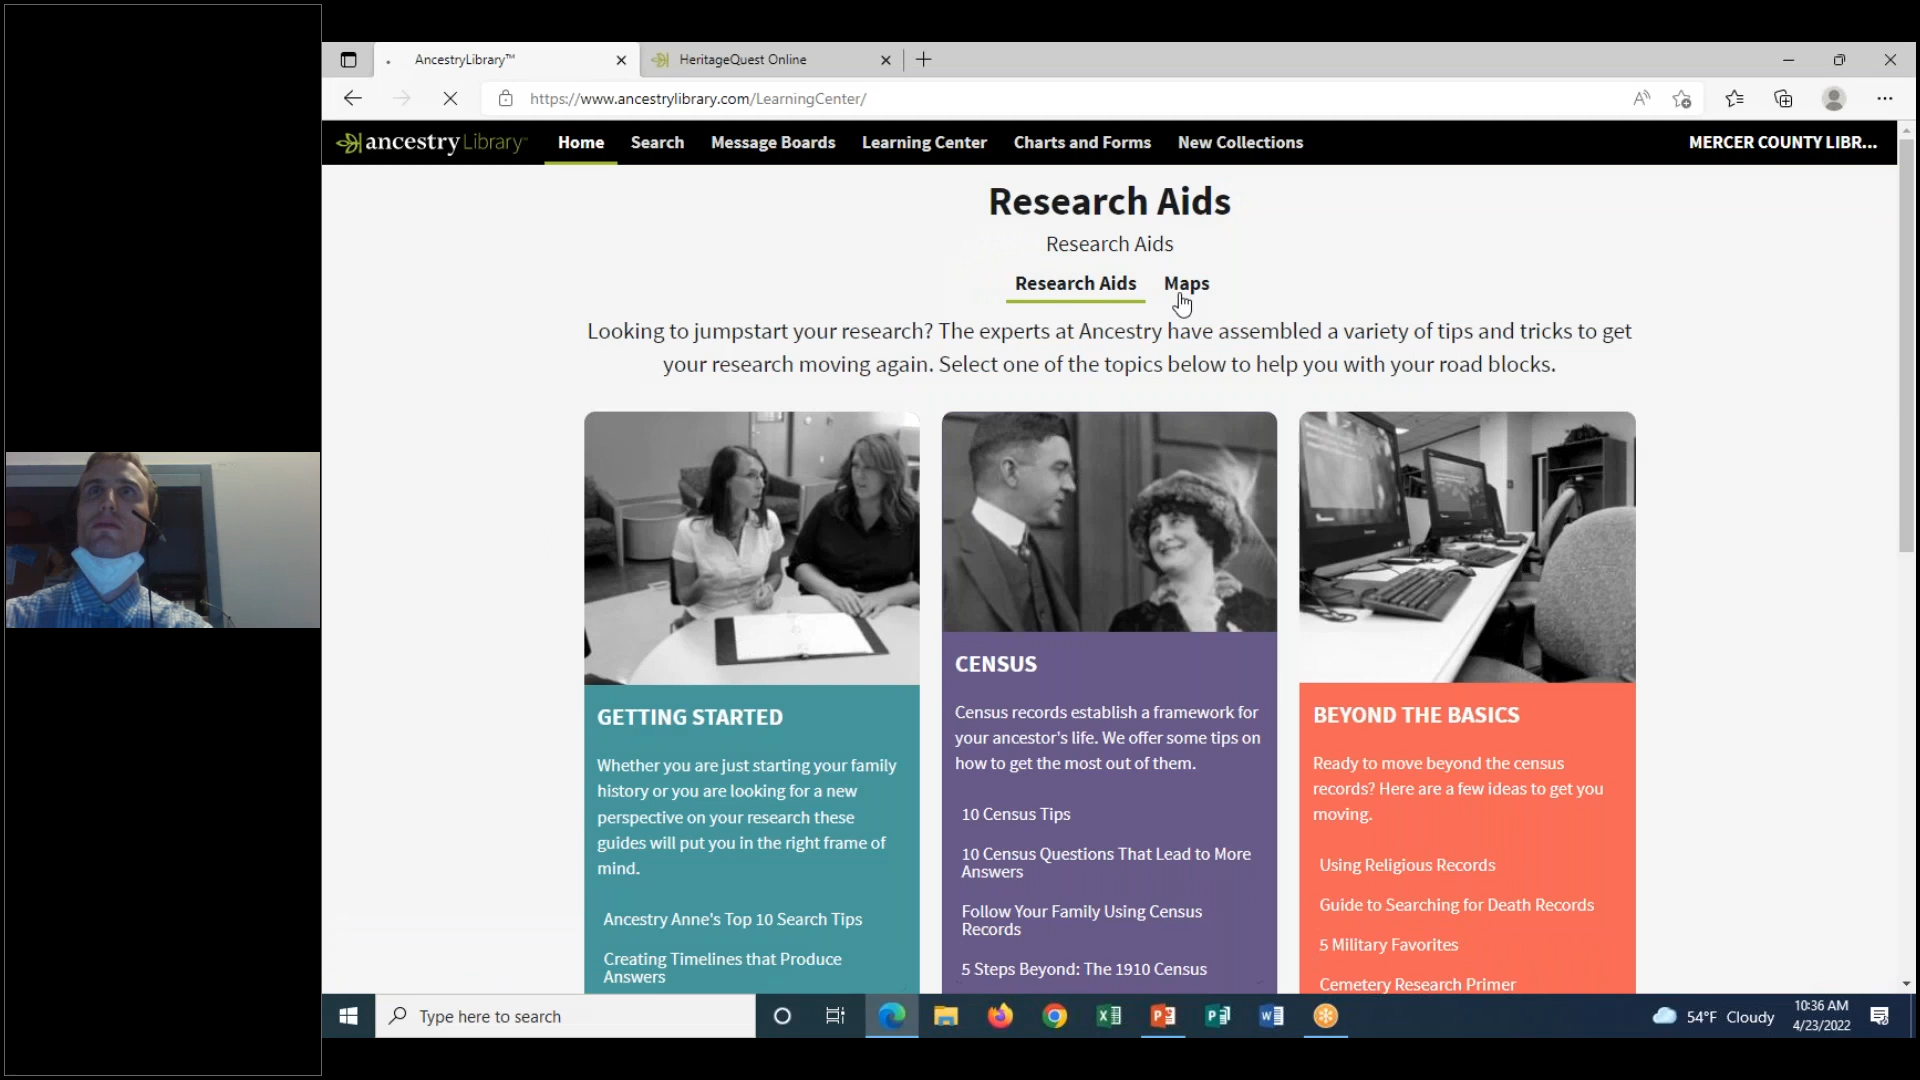 AncestryLibrary™
HeritageQuest Online
https://www.ancestrylibrary.com/LearningCenter/
ancestryLibrary
Home
Search
Message Boards
Learning Center
Charts and Forms
New Collections
MERCER COUNTY LIBR...
Research Aids
Research Aids
Research Aids
Maps
Looking to jumpstart your research? The experts at Ancestry have assembled a variety of tips and tricks to get
your research moving again. Select one of the topics below to help you with your road blocks.
GETTING STARTED
Whether you are just starting your family
history or you are looking for a new
perspective on your research these
guides will put you in the right frame of
mind.
Ancestry Anne's Top 10 Search Tips
Creating Timelines that Produce
Answers
CENSUS
Census records establish a framework for
your ancestor's life. We offer some tips on
how to get the most out of them.
10 Census Tips
10 Census Questions That Lead to More
Answers
Follow Your Family Using Census
Records
5 Steps Beyond: The 1910 Census
BEYOND THE BASICS
Ready to move beyond the census
records? Here are a few ideas to get you
moving.
Using Religious Records
Guide to Searching for Death Records
5 Military Favorites
Cemetery Research Primer
Type here to search
54°F Cloudy
10:36 AM
4/23/2022